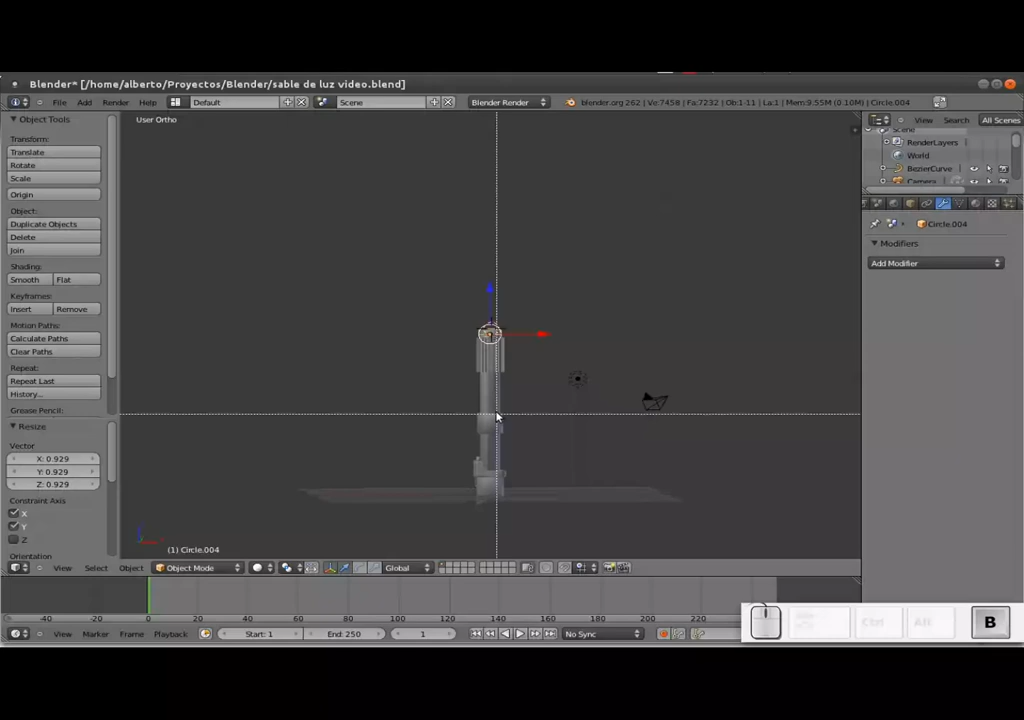 Blender* [/home/alberto/Proyectos/Blender/sable de luz video.blend]
File Add Render Help Default Scene Blender Render blender.org 262 | Ve:7458 | Fa:7232 | Ob:1-11 | La:1 | Mem:9.55M (0.10M) | Circle.004
Object Tools
User Ortho
View Search All Scenes
Scene
Transform:
RenderLayers
Translate
World
Rotate
BezierCurve
Scale
Camera
Origin
Object:
Duplicate Objects
Circle.004
Delete
Modifiers
Join
Add Modifier
Shading:
Smooth Flat
Keyframes:
Insert Remove
Motion Paths:
Calculate Paths
Clear Paths
Repeat:
Repeat Last
History...
Grease Pencil:
Resize
Vector
X: 0.929
Y: 0.929
Z: 0.929
Constraint Axis
X
Y
Z
Orientation
(1) Circle.004
View Select Object Object Mode Global
-40 -20 0 20 40 60 80 100 120 140 160 180 200 220
View Marker Frame Playback Start: 1 End: 250 1 No Sync
Ctrl Alt B